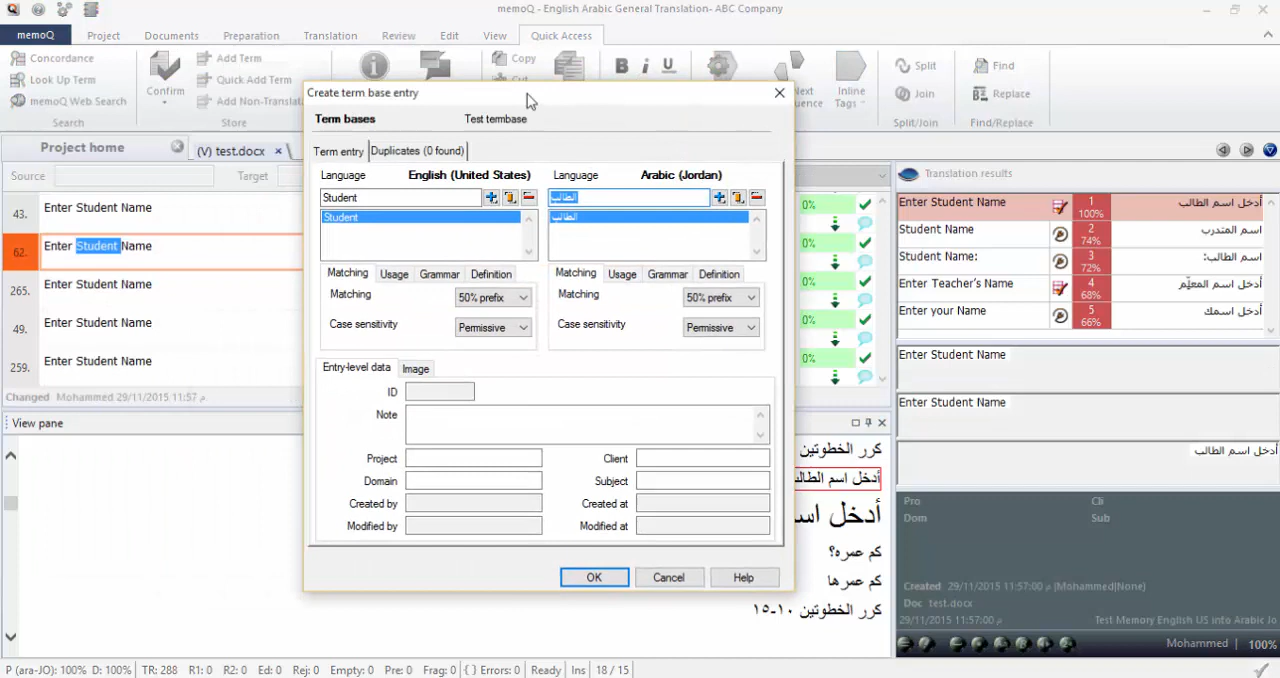 memoQ - English Arabic General Translation- ABC Company
memoQ Project Documents Preparation Translation Review Edit View Quick Access
Concordance
Look Up Term
memoQ Web Search
Search
Confirm
Add Term
Quick Add Term
Add Non-Translat
Store
Copy
Cut
B i U
Next
Inline
Tags
Split
Join
Split/Join
Find
Replace
Find/Replace
Project home
(V) test.docx
Source
Target
43. Enter Student Name
62. Enter Student Name
265. Enter Student Name
49. Enter Student Name
259. Enter Student Name
0%
0%
0%
0%
0%
Changed Mohammed 29/11/2015 11:57 م
View pane
Create term base entry
Term bases Test termbase
Term entry Duplicates (0 found)
Language English (United States) Language Arabic (Jordan)
Student الطالب
Student الطالب
Matching Usage Grammar Definition Matching Usage Grammar Definition
Matching 50% prefix Matching 50% prefix
Case sensitivity Permissive Case sensitivity Permissive
Entry-level data Image
ID
Note
Project Client
Domain Subject
Created by Created at
Modified by Modified at
OK Cancel Help
كرر الخطوتين
أدخل اسم الطالب
أدخل اس
كم عمره؟
كم عمرها
كرر الخطوتين ١٠-١٥
Translation results
Enter Student Name 1 100% أدخل اسم الطالب
Student Name 2 74% اسم المتدرب
Student Name: 3 72% اسم الطالب:
Enter Teacher's Name 4 68% أدخل اسم المعلّم
Enter your Name 5 66% أدخل اسمك
Enter Student Name
Enter Student Name
أدخل اسم الطالب
Pro Cli
Dom Sub
Created 29/11/2015 11:57:00 م (Mohammed|None)
Doc test.docx
29/11/2015 11:57:00 م Test Memory English US into Arabic Jo
Mohammed 100%
P (ara-JO): 100% D: 100% TR: 288 R1: 0 R2: 0 Ed: 0 Rej: 0 Empty: 0 Pre: 0 Frag: 0 { } Errors: 0 Ready Ins 18 / 15